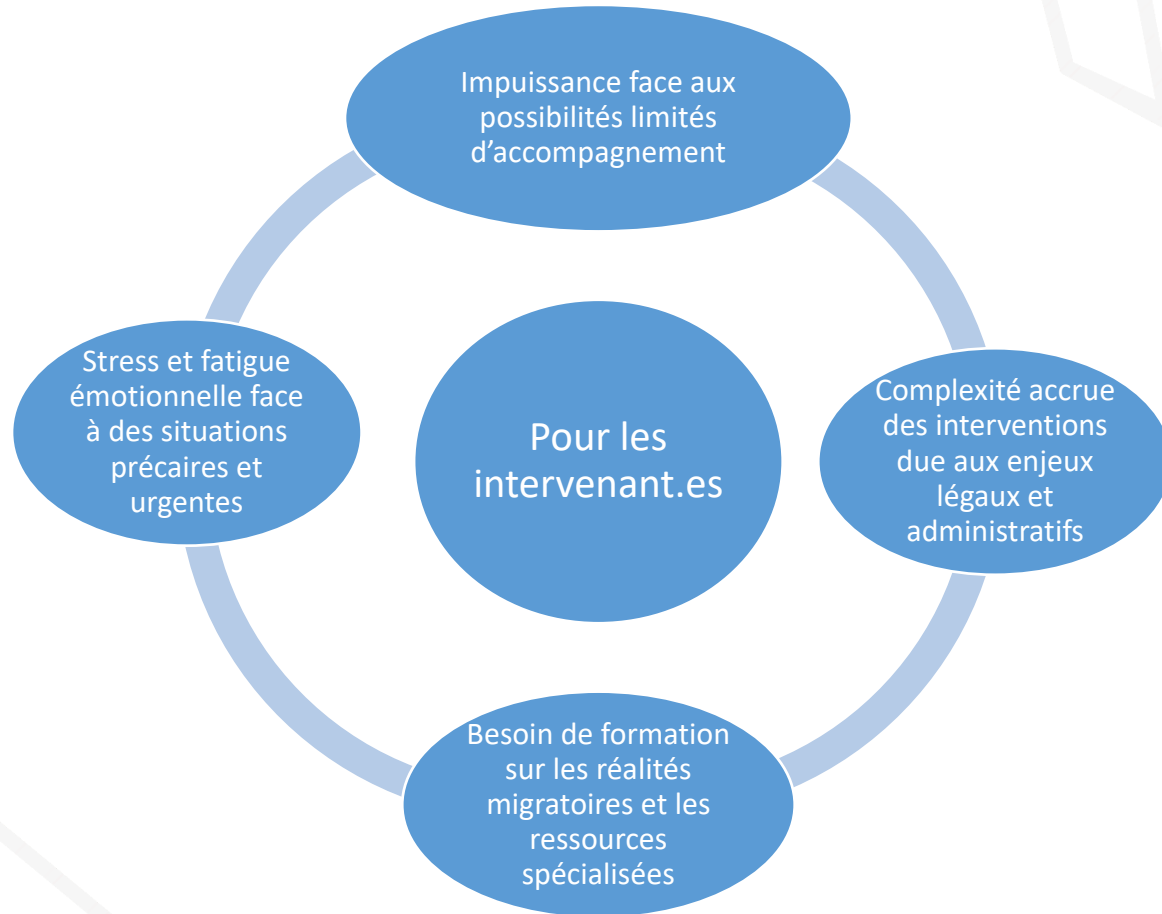 Impuissance face aux
possibilités limités
d'accompagnement
Stress et fatigue
émotionnelle face
à des situations
précaires et
urgentes
Pour les
intervenant.es
Complexité accrue
des interventions
due aux enjeux
légaux et
administratifs
Besoin de formation
sur les réalités
migratoires et les
ressources
spécialisées